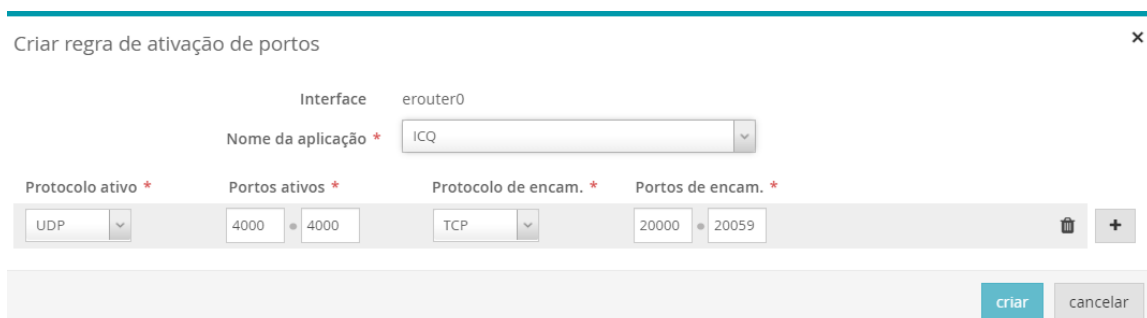 Criar regra de ativação de portos ×
Interface erouter0
Nome da aplicação * ICQ
Protocolo ativo * Portos ativos * Protocolo de encam. * Portos de encam. *
UDP 4000 4000 TCP 20000 20059 +
criar cancelar